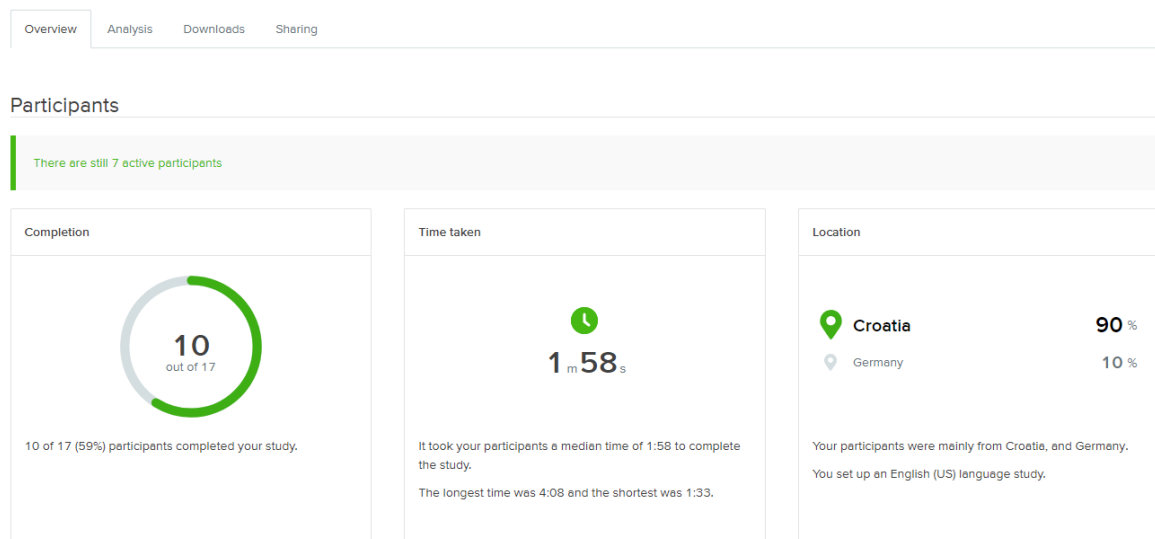 Overview Analysis Downloads Sharing
Participants
There are still 7 active participants
Completion
10
out of 17
10 of 17 (59%) participants completed your study.
Time taken
1 m 58 s
It took your participants a median time of 1:58 to complete
the study.
The longest time was 4:08 and the shortest was 1:33.
Location
Croatia 90 %
Germany 10 %
Your participants were mainly from Croatia, and Germany.
You set up an English (US) language study.